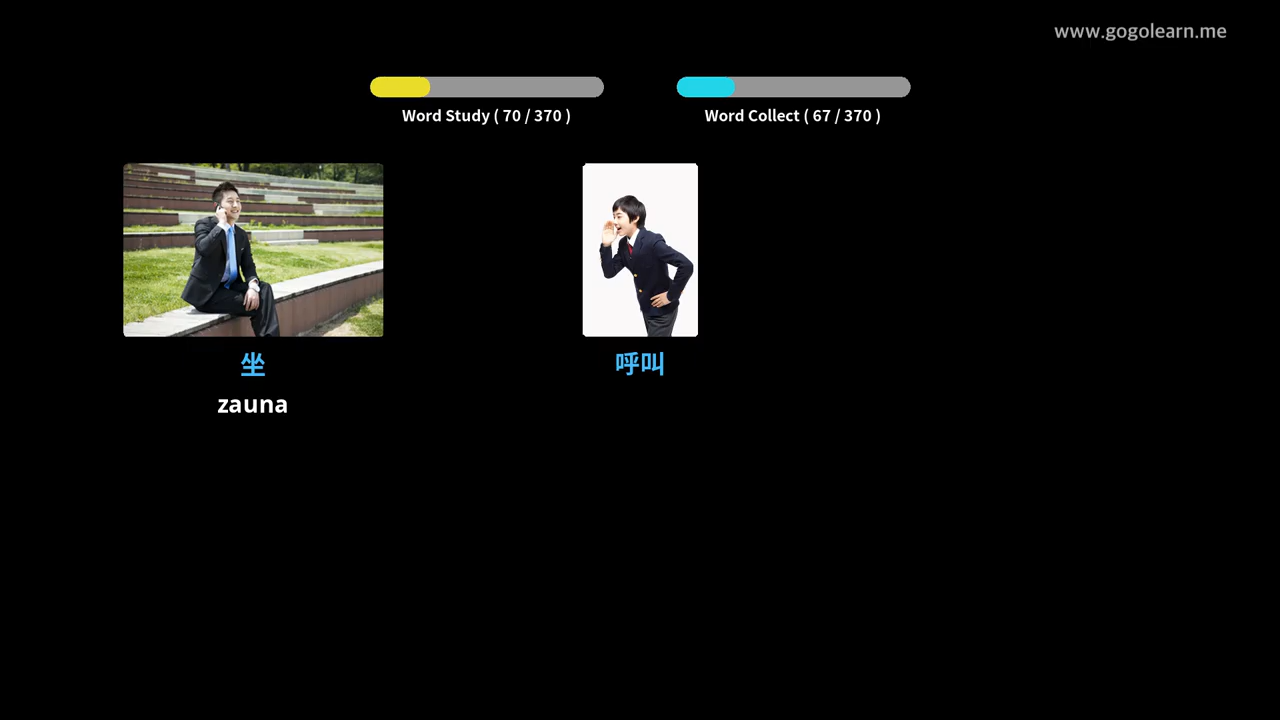 www.gogolearn.me
Word Study ( 70 / 370 )
Word Collect ( 67 / 370 )
坐
呼叫
zauna